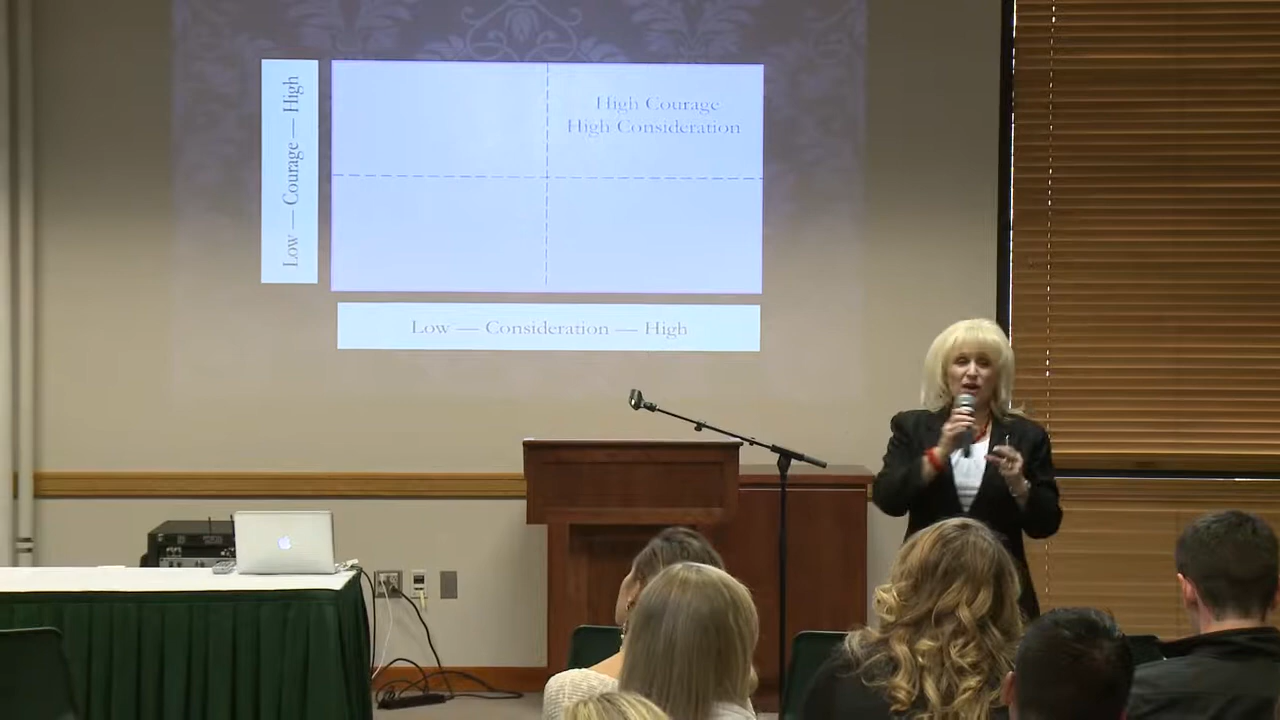 Low — Courage — High
High Courage
High Consideration
Low — Consideration — High